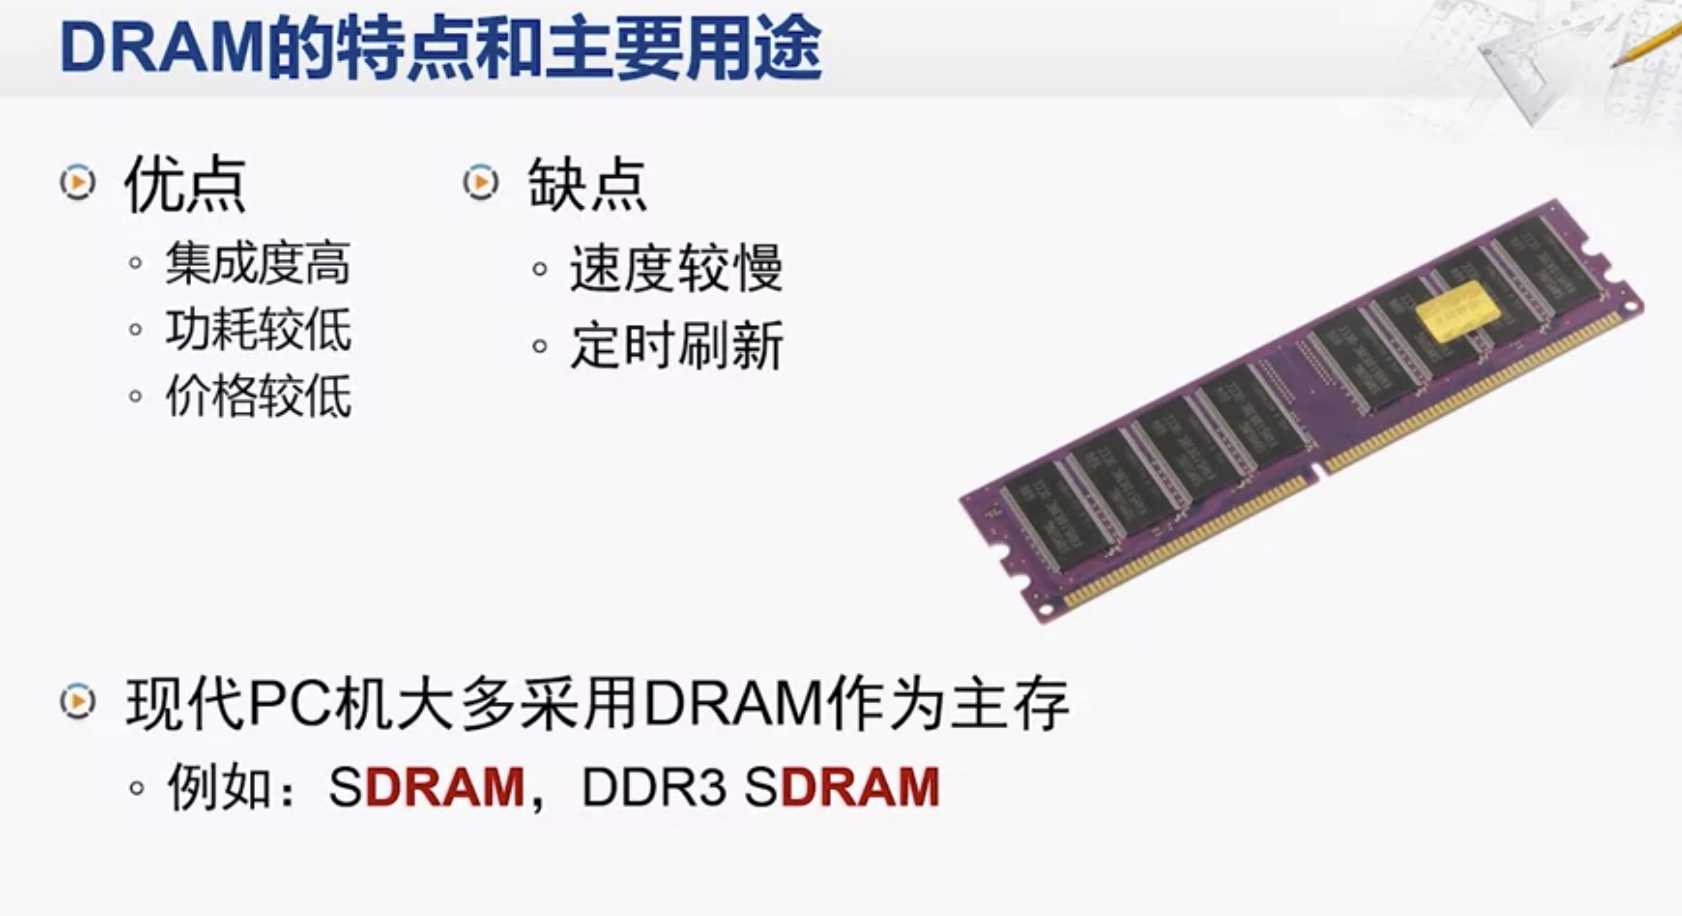 DRAM的特点和主要用途
优点
集成度高
功耗较低
价格较低
缺点
速度较慢
定时刷新
现代PC机大多采用DRAM作为主存
例如：SDRAM，DDR3 SDRAM